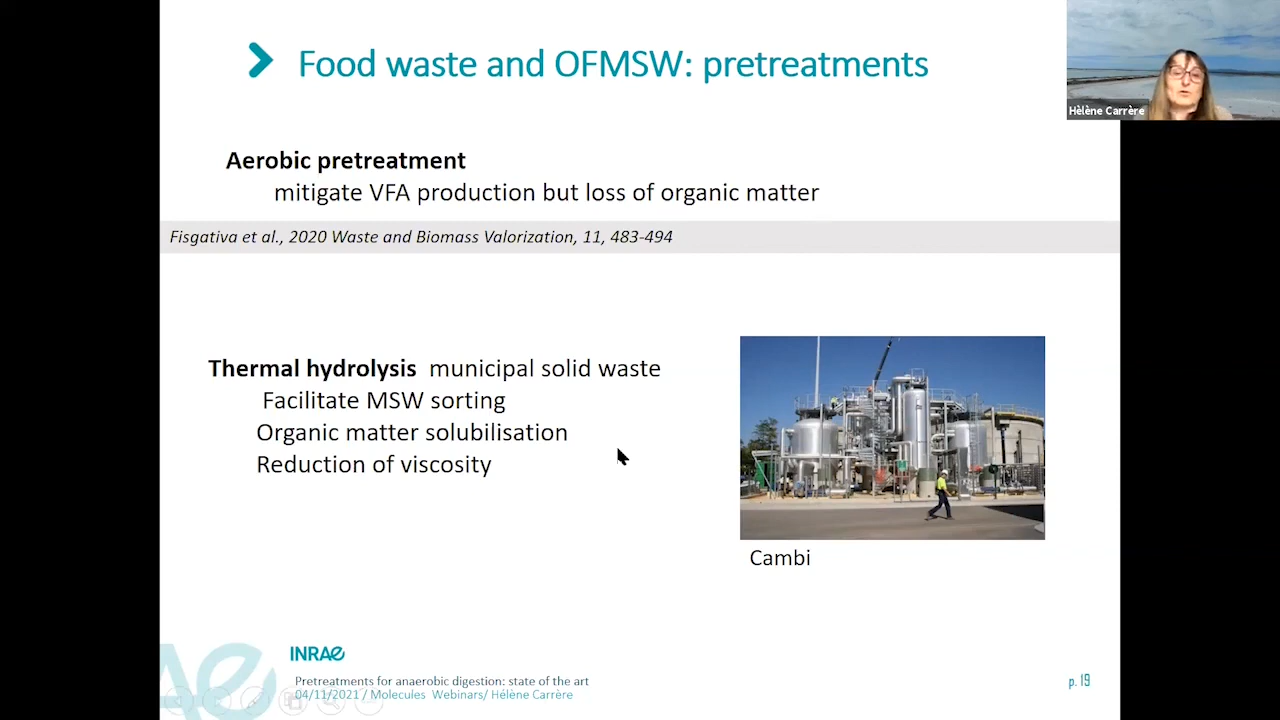 Food waste and OFMSW: pretreatments
Hélène Carrère
Aerobic pretreatment
mitigate VFA production but loss of organic matter
Fisgativa et al., 2020 Waste and Biomass Valorization, 11, 483-494
Thermal hydrolysis municipal solid waste
Facilitate MSW sorting
Organic matter solubilisation
Reduction of viscosity
Cambi
INRAE
Pretreatments for anaerobic digestion: state of the art
04/11/2021 / Molecules Webinars/ Hélène Carrère
p. 19